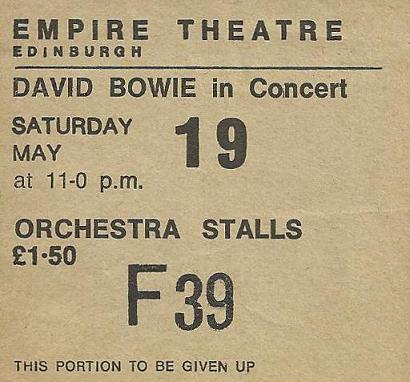 EMPIRE THEATRE
EDINBURGH
DAVID BOWIE in Concert
SATURDAY
MAY 19
at 11-0 p.m.
ORCHESTRA STALLS
£1·50
F 39
THIS PORTION TO BE GIVEN UP